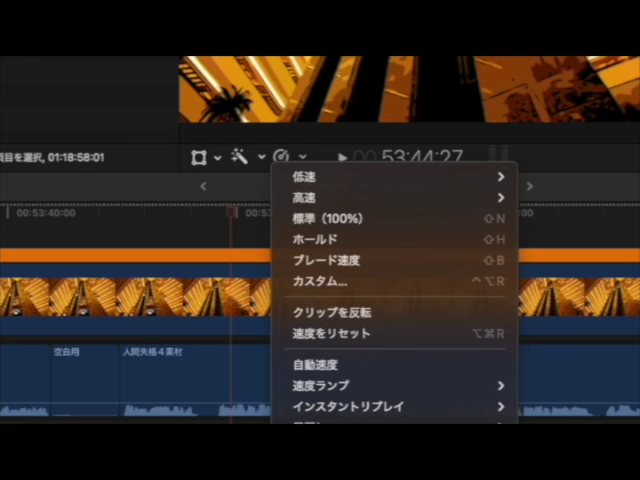 項目を選択, 01:18:58:01
00:53:44:27
00:53:40:00
00:53
:00
低速
高速
標準（100%） ⇧N
ホールド ⇧H
ブレード速度 ⇧B
カスタム... ^⌥R
クリップを反転
速度をリセット ⌥⌘R
自動速度
速度ランプ
インスタントリプレイ
空白用
人間失格４素材